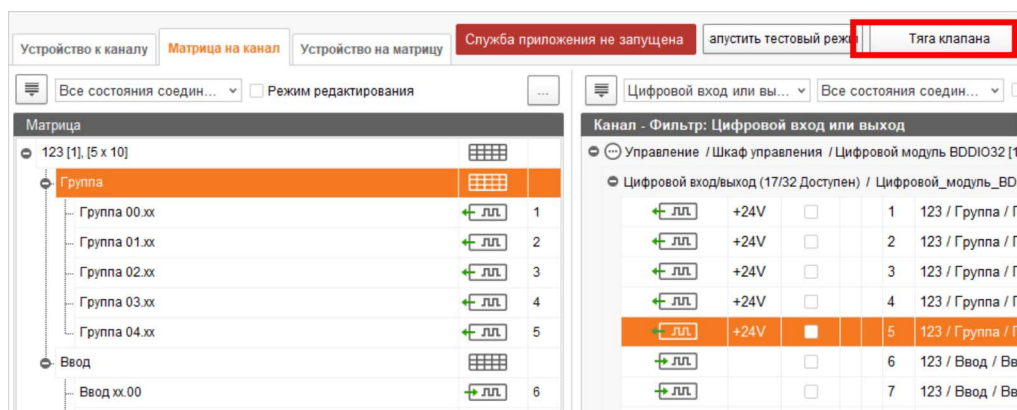 Устройство к каналу
Матрица на канал
Устройство на матрицу
Служба приложения не запущена
апустить тестовый режи
Тяга клапана
Все состояния соедин...
Режим редактирования
...
Цифровой вход или вы...
Все состояния соедин...
Матрица
123 [1], [5 x 10]
Группа
Группа 00.xx 1
Группа 01.xx 2
Группа 02.xx 3
Группа 03.xx 4
Группа 04.xx 5
Ввод
Ввод xx.00 6
Канал - Фильтр: Цифровой вход или выход
Управление / Шкаф управления / Цифровой модуль BDDIO32 [1
Цифровой вход/выход (17/32 Доступен) / Цифровой_модуль_BD
+24V 1 123 / Группа / Г
+24V 2 123 / Группа / Г
+24V 3 123 / Группа / Г
+24V 4 123 / Группа / Г
+24V 5 123 / Группа / Г
6 123 / Ввод / Вв
7 123 / Ввод / Вв